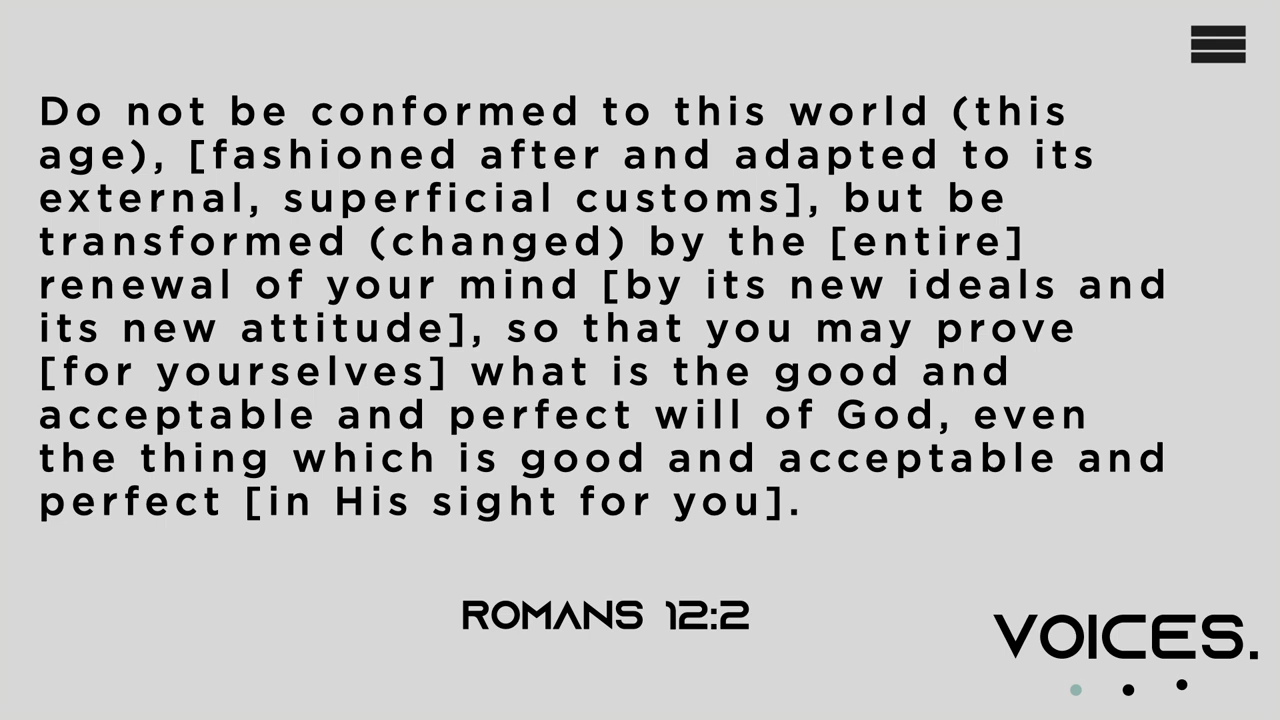 Do not be conformed to this world (this
age), [fashioned after and adapted to its
external, superficial customs], but be
transformed (changed) by the [entire]
renewal of your mind [by its new ideals and
its new attitude], so that you may prove
[for yourselves] what is the good and
acceptable and perfect will of God, even
the thing which is good and acceptable and
perfect [in His sight for you].
ROMANS 12:2
VOICES.